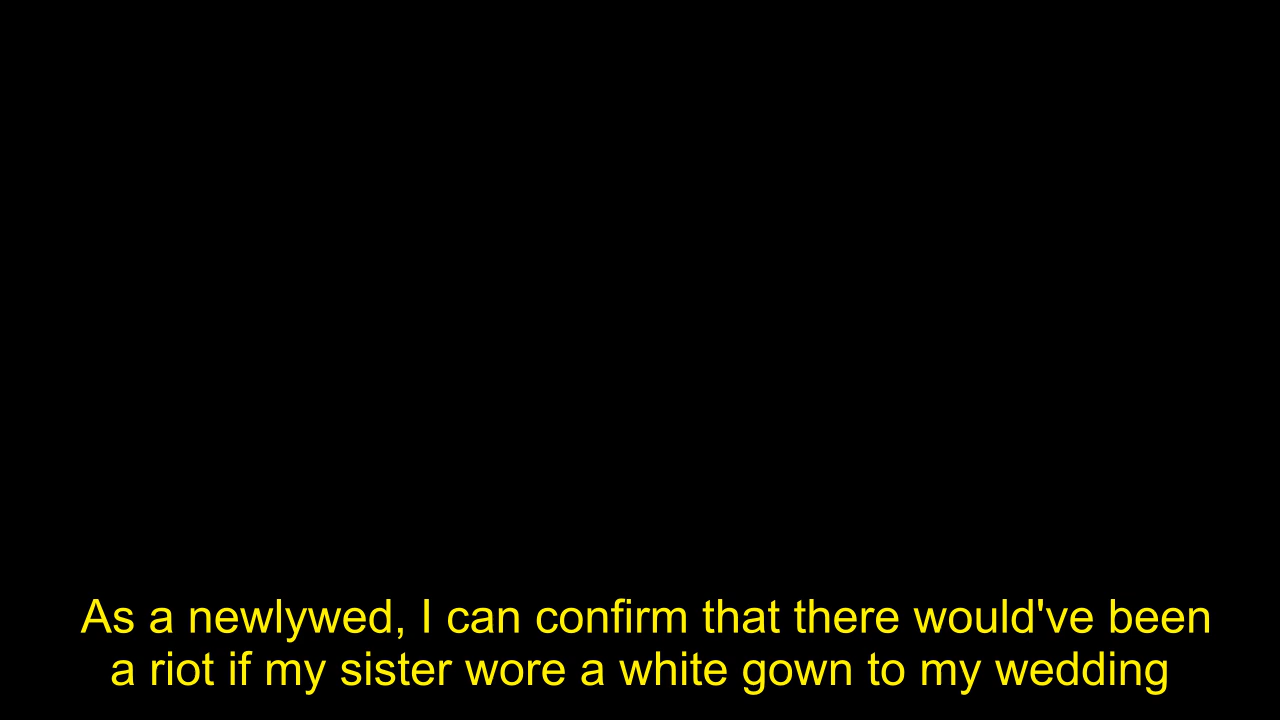 As a newlywed, I can confirm that there would've been
a riot if my sister wore a white gown to my wedding